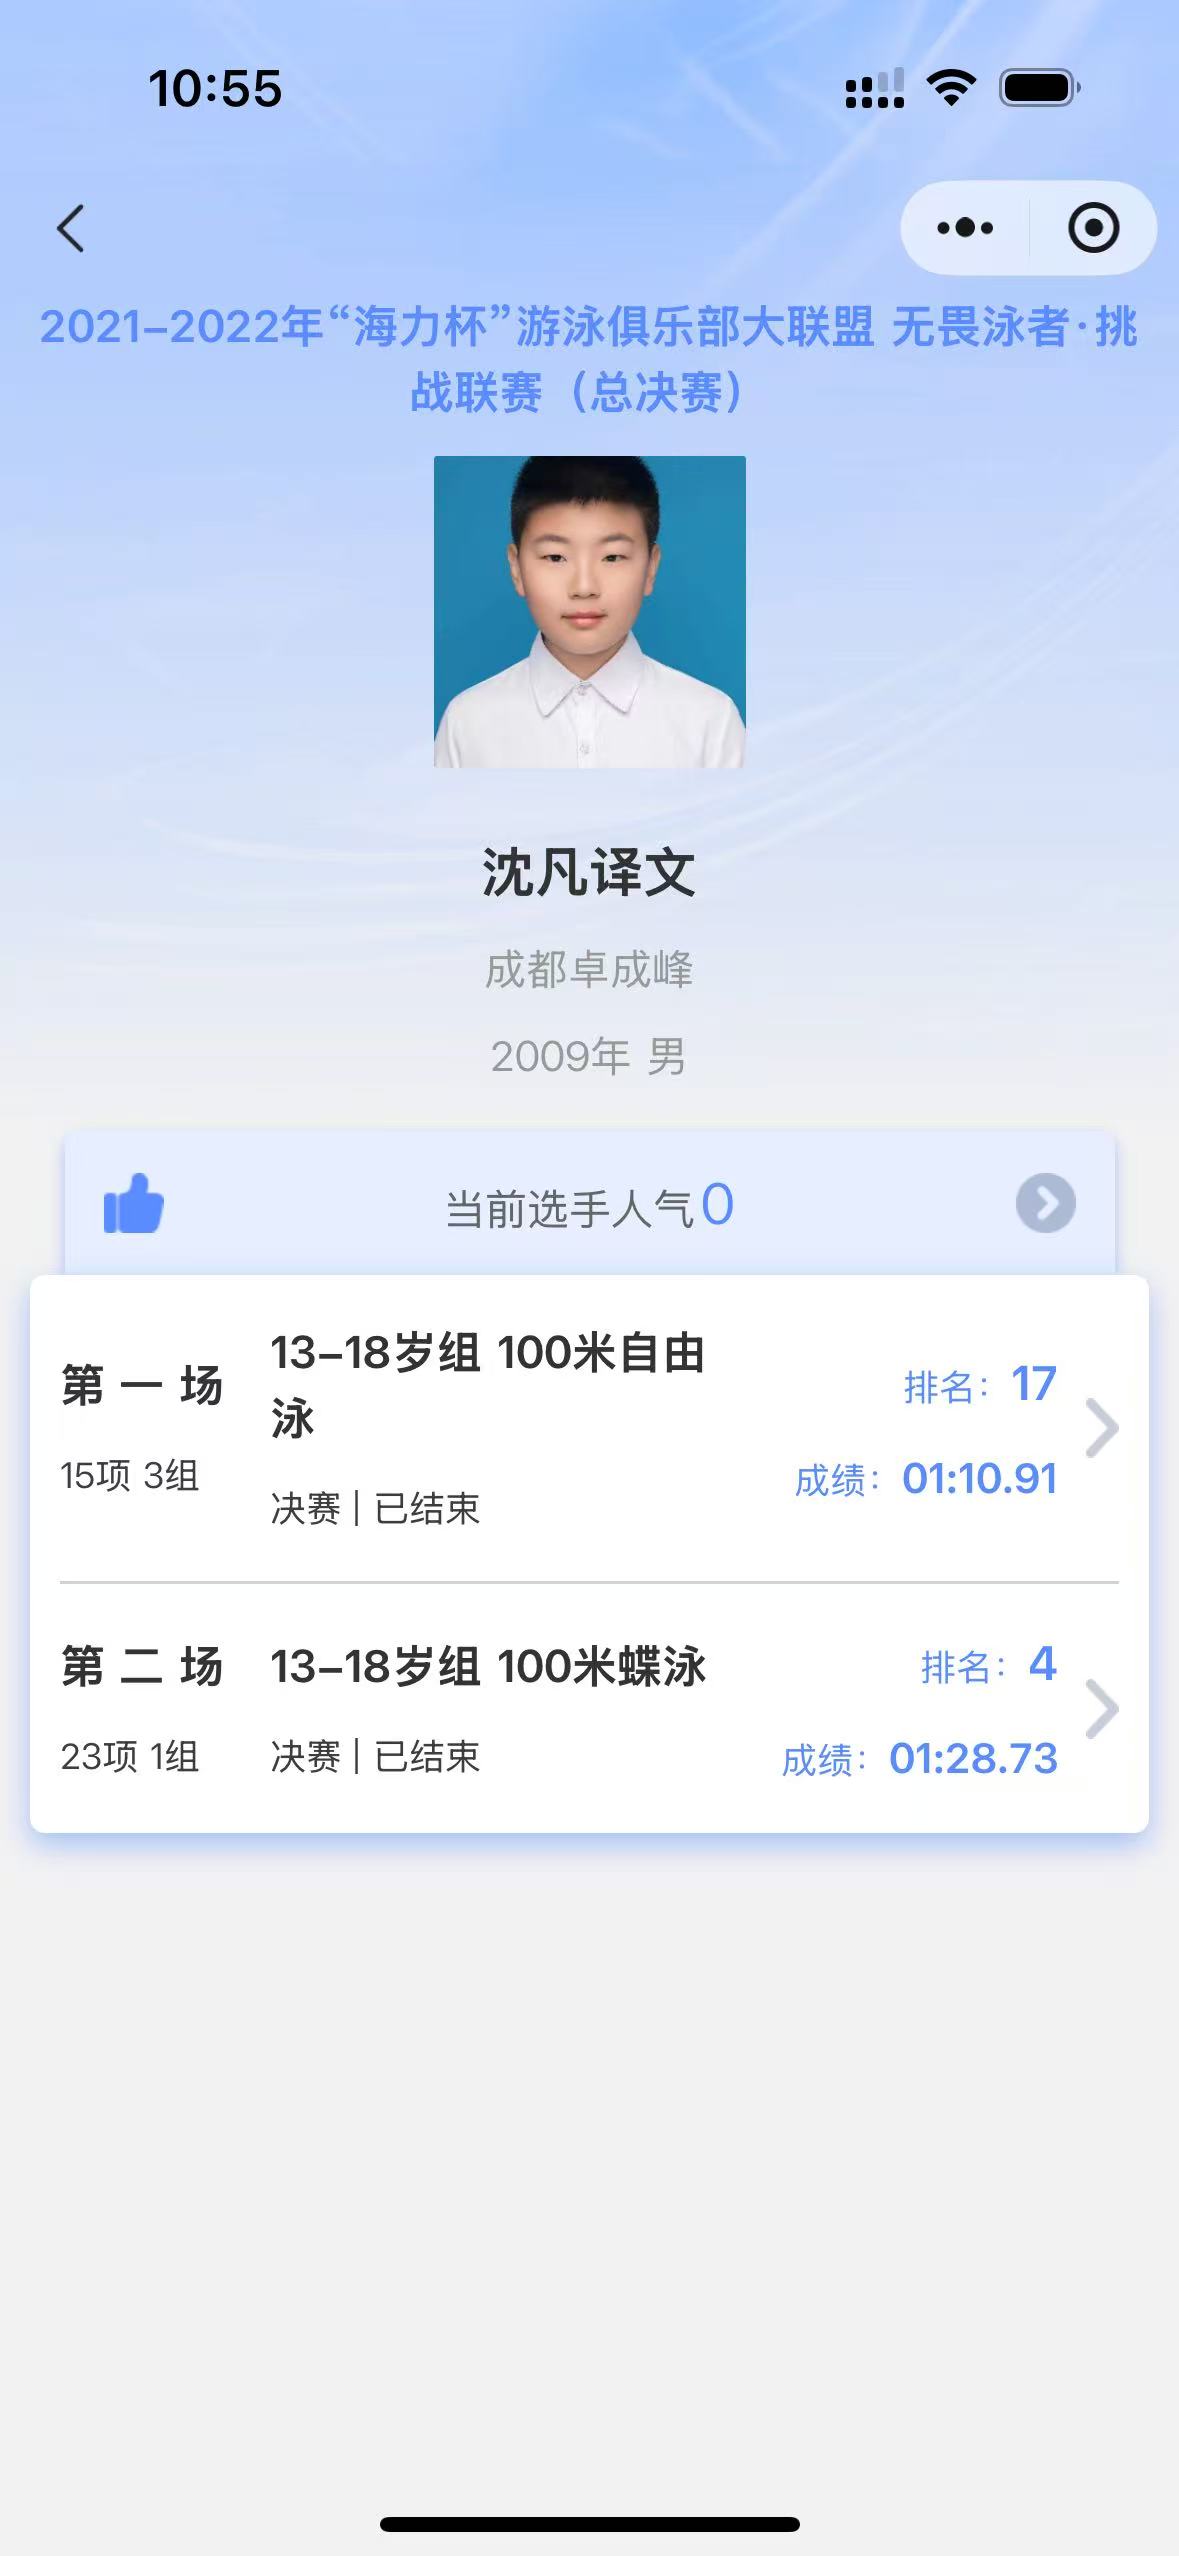 10:55
2021-2022年“海力杯”游泳俱乐部大联盟 无畏泳者·挑
战联赛（总决赛）
沈凡译文
成都卓成峰
2009年 男
当前选手人气0
第一场
13-18岁组 100米自由
泳
排名：17
15项 3组
决赛 | 已结束
成绩：01:10.91
第二场
13-18岁组 100米蝶泳
排名：4
23项 1组
决赛 | 已结束
成绩：01:28.73